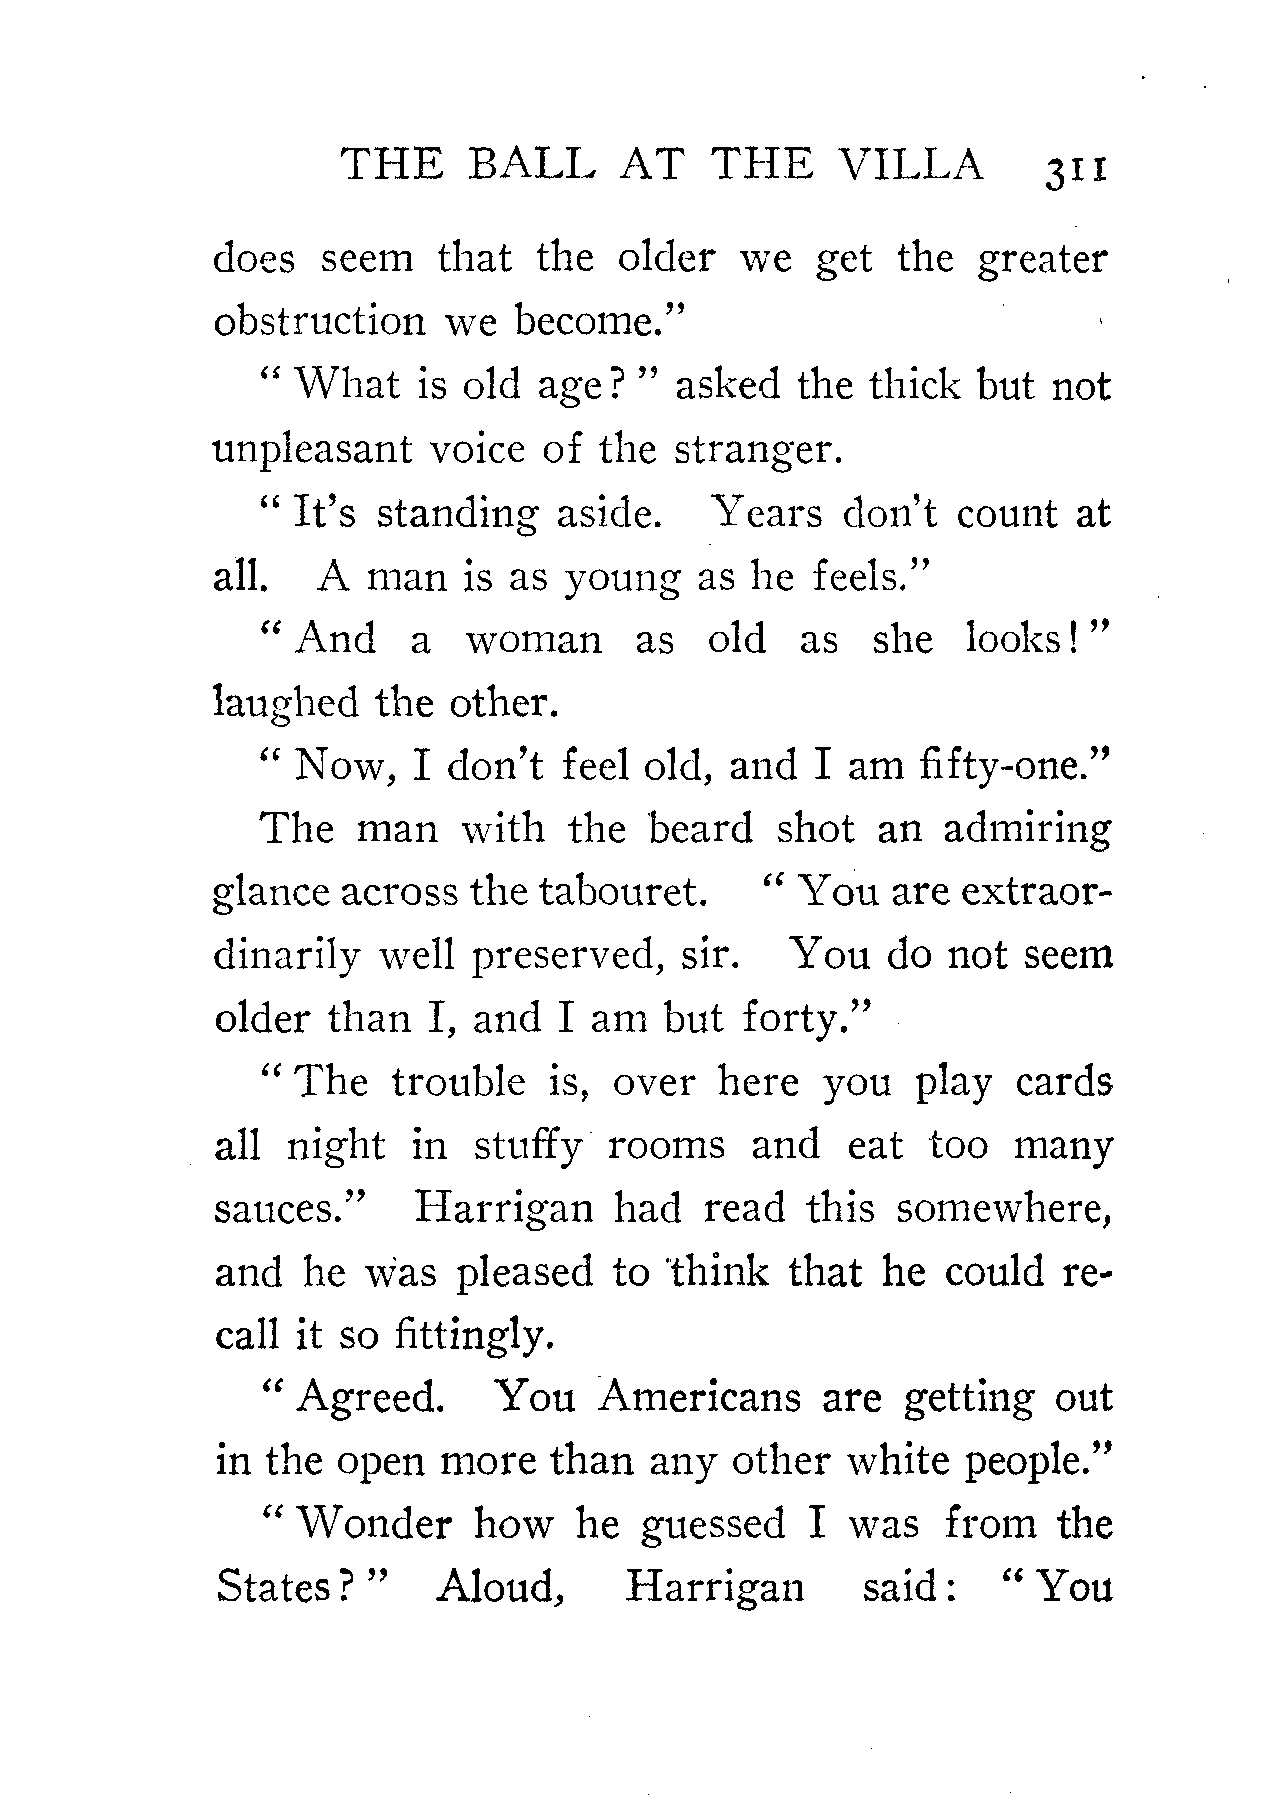 THE BALL AT THE VILLA 311
does seem that the older we get the greater
obstruction we become."
" What is old age? " asked the thick but not
unpleasant voice of the stranger.
" It's standing aside. Years don't count at
all. A man is as young as he feels."
" And a woman as old as she looks! "
laughed the other.
" Now, I don't feel old, and I am fifty-one."
The man with the beard shot an admiring
glance across the tabouret. " You are extraor-
dinarily well preserved, sir. You do not seem
older than I, and I am but forty."
" The trouble is, over here you play cards
all night in stuffy rooms and eat too many
sauces." Harrigan had read this somewhere,
and he was pleased to think that he could re-
call it so fittingly.
" Agreed. You Americans are getting out
in the open more than any other white people."
" Wonder how he guessed I was from the
States? " Aloud, Harrigan said: " You